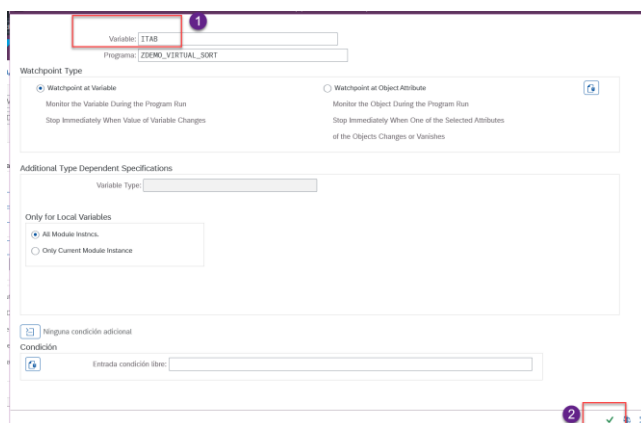 1
Variable: ITAB
Programa: ZDEMO_VIRTUAL_SORT
Watchpoint Type
Watchpoint at Variable
Monitor the Variable During the Program Run
Stop Immediately When Value of Variable Changes
Watchpoint at Object Attribute
Monitor the Object During the Program Run
Stop Immediately When One of the Selected Attributes
of the Objects Changes or Vanishes
Additional Type Dependent Specifications
Variable Type:
Only for Local Variables
All Module Instncs.
Only Current Module Instance
Ninguna condición adicional
Condición
Entrada condición libre:
2